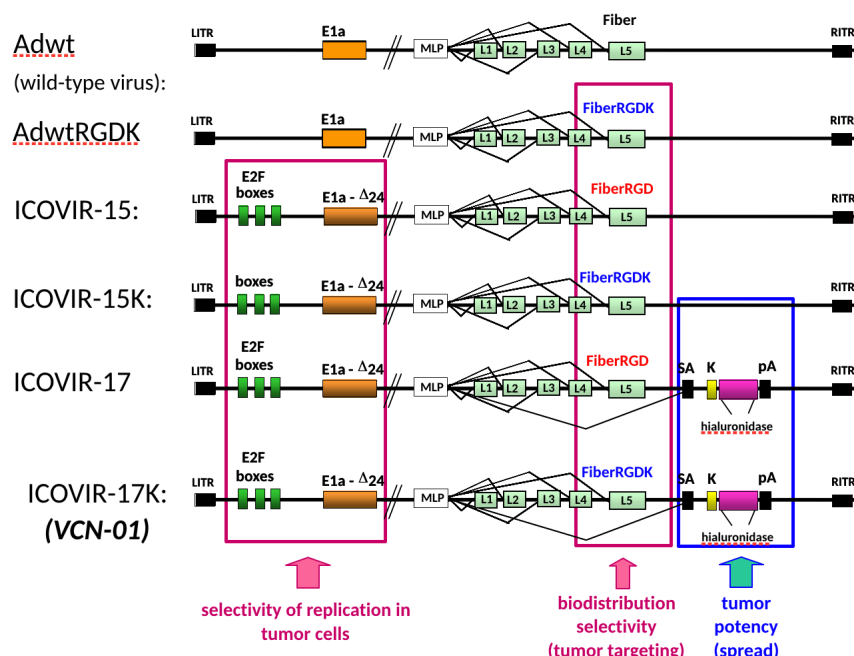 Fiber
LITR E1a RITR
Adwt MLP L1 L2 L3 L4 L5
(wild-type virus):
FiberRGDK
LITR E1a RITR
AdwtRGDK MLP L1 L2 L3 L4 L5
E2F
boxes
LITR E1a - Δ24 FiberRGD RITR
ICOVIR-15: MLP L1 L2 L3 L4 L5
boxes
LITR E1a - Δ24 FiberRGDK RITR
ICOVIR-15K: MLP L1 L2 L3 L4 L5
E2F
boxes
LITR E1a - Δ24 FiberRGD SA K pA RITR
ICOVIR-17 MLP L1 L2 L3 L4 L5
hialuronidase
E2F
boxes
LITR E1a - Δ24 FiberRGDK SA K pA RITR
ICOVIR-17K: MLP L1 L2 L3 L4 L5
(VCN-01)
hialuronidase
selectivity of replication in
tumor cells
biodistribution
selectivity
(tumor targeting)
tumor
potency
(spread)